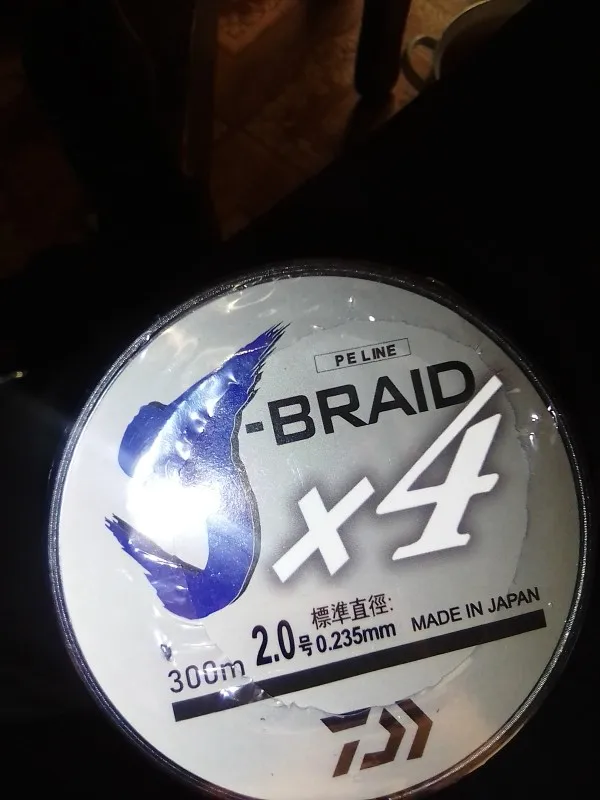 PE LINE
J-BRAID
x4
標準直徑:
300m 2.0号 0.235mm MADE IN JAPAN